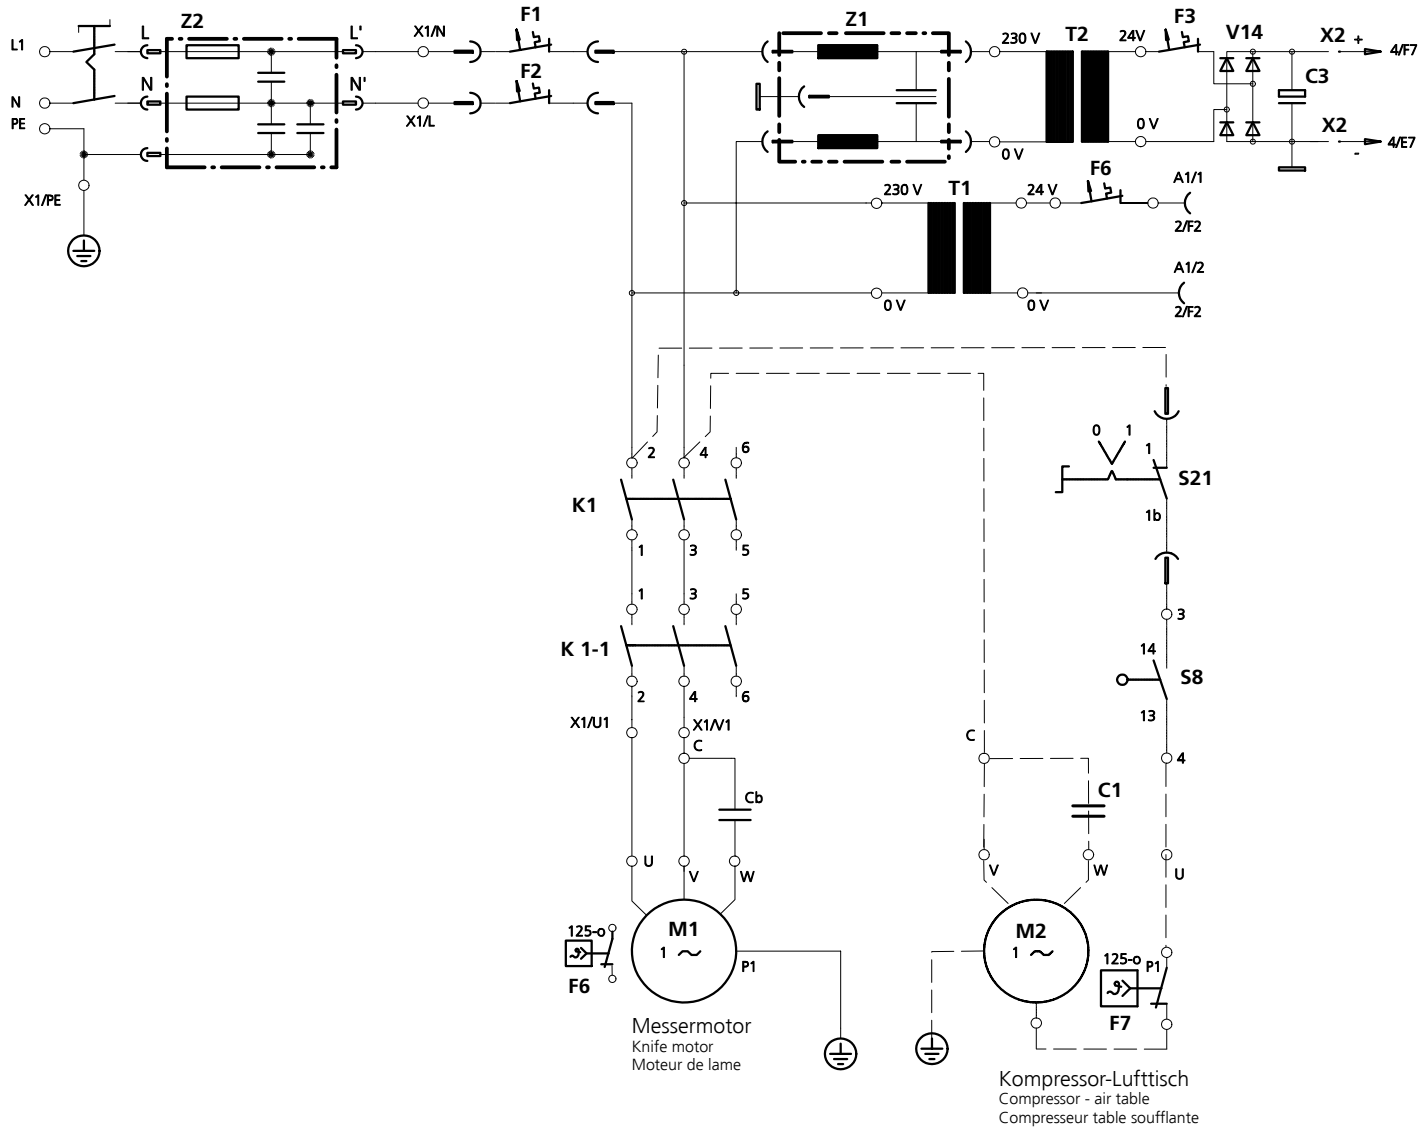 Z2
F1
Z1
T2
F3
V14
X2 +
4/F7
L1
L
L'
X1/N
230 V
24V
F2
C3
N
N
N'
X1/L
PE
0 V
0 V
X2
-
4/E7
X1/PE
230 V
T1
24 V
F6
A1/1
2/F2
0 V
0 V
A1/2
2/F2
2
4
6
0
1
1
S21
K1
1b
1
3
5
1
3
5
3
K 1-1
14
S8
2
4
6
13
X1/U1
X1/V1
C
C
4
Cb
C1
U
V
W
V
W
U
125-o
M1
1 ~
P1
F6
M2
1 ~
125-o
P1
F7
Messermotor
Knife motor
Moteur de lame
Kompressor-Lufttisch
Compressor - air table
Compresseur table soufflante